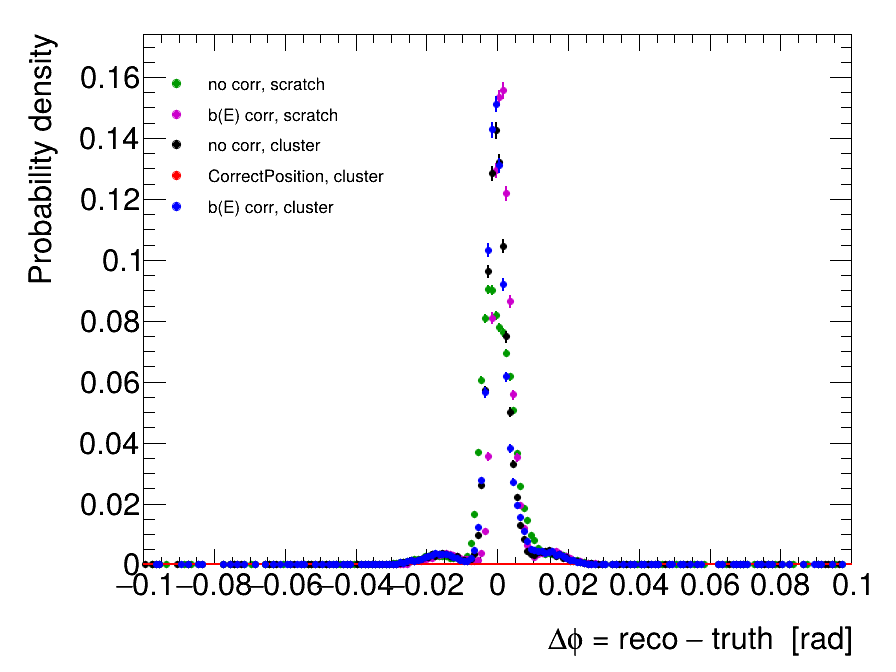 Probability density
0.16
0.14
0.12
0.1
0.08
0.06
0.04
0.02
0
no corr, scratch
b(E) corr, scratch
no corr, cluster
CorrectPosition, cluster
b(E) corr, cluster
−0.1 −0.08 −0.06 −0.04 −0.02 0 0.02 0.04 0.06 0.08 0.1
Δϕ = reco − truth [rad]